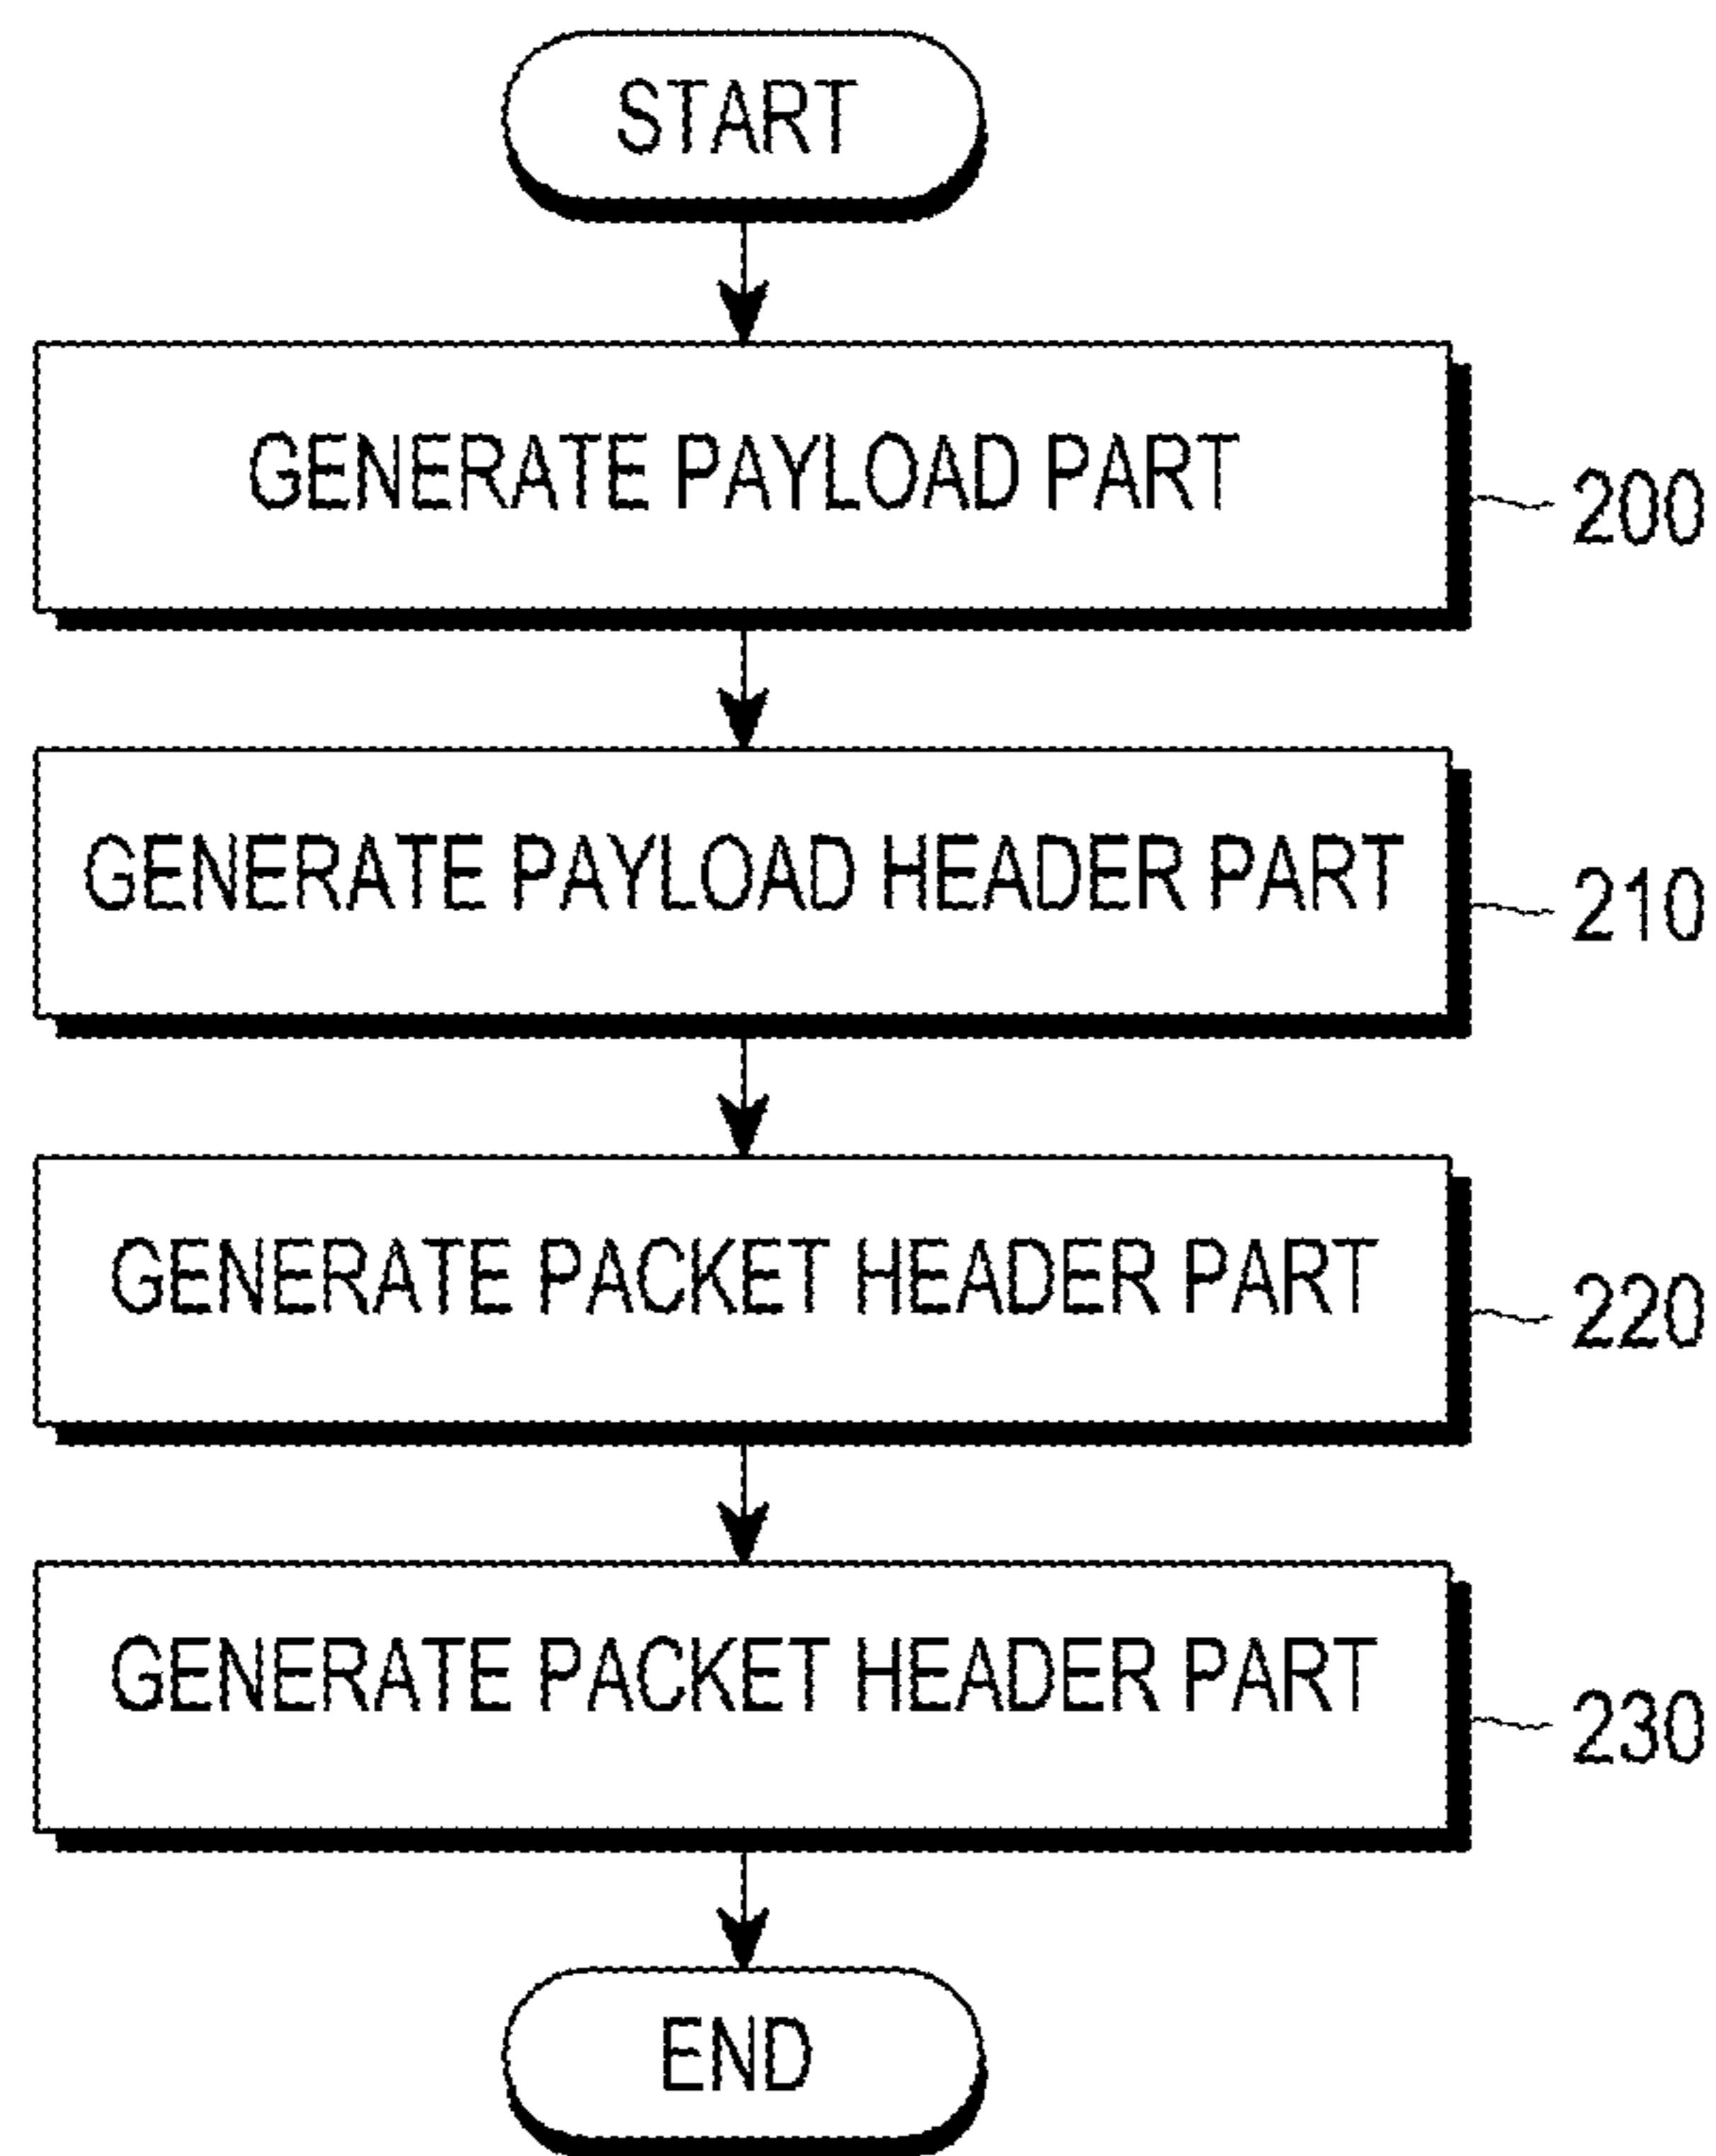 START
GENERATE PAYLOAD PART
200
GENERATE PAYLOAD HEADER PART
210
GENERATE PACKET HEADER PART
220
GENERATE PACKET HEADER PART
230
END